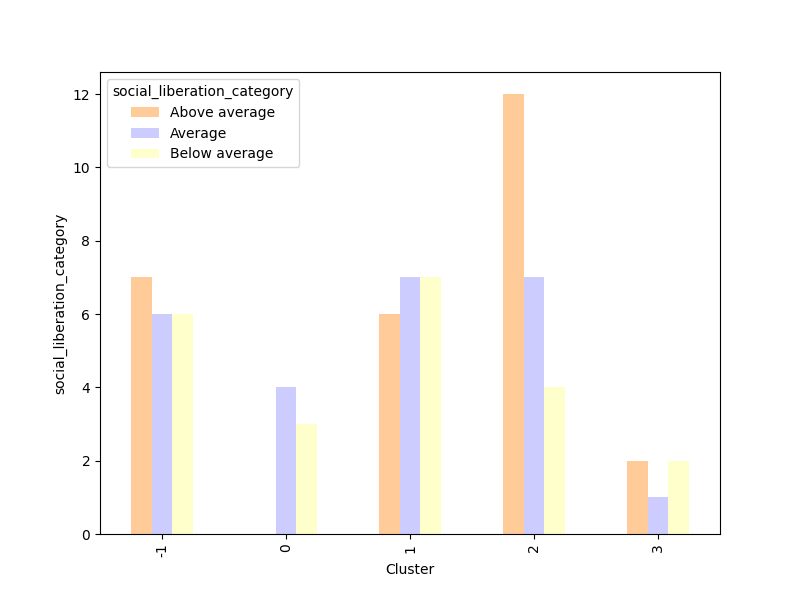 social_liberation_category
Above average
Average
Below average
social_liberation_category
12
10
8
6
4
2
0
-1
0
1
2
3
Cluster